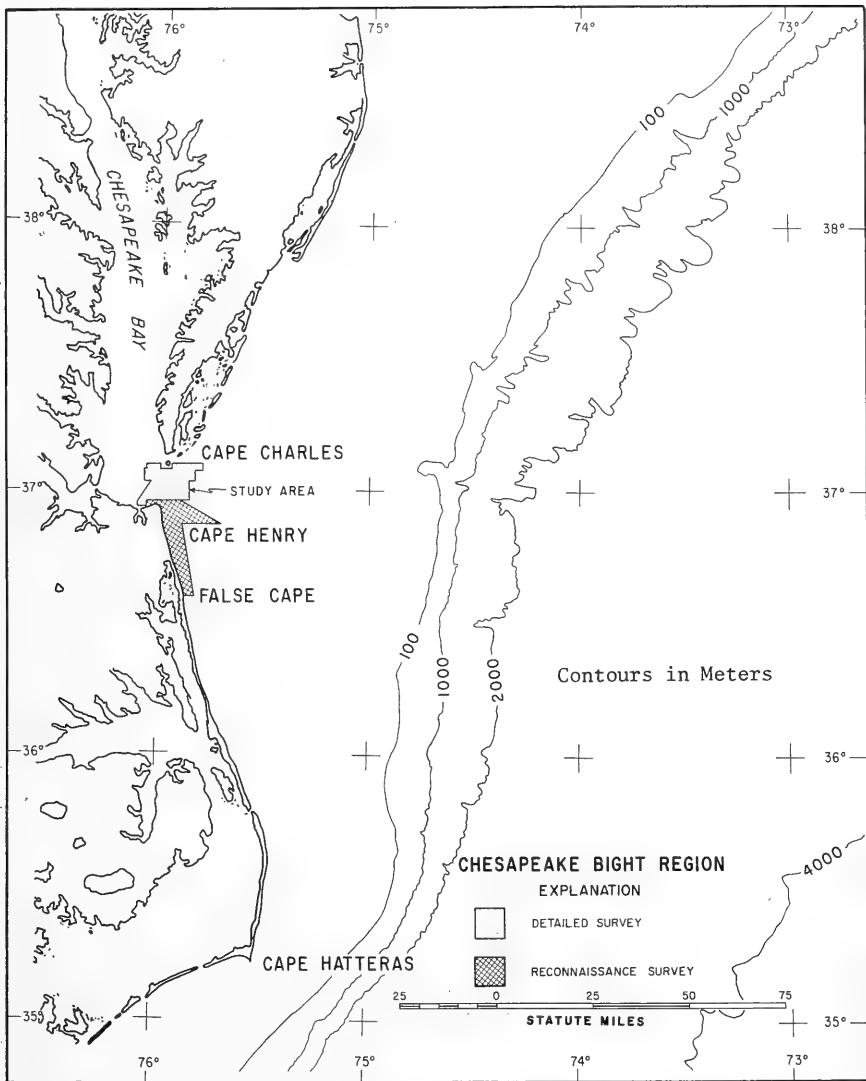 76° 75° 74° 73°
100
1000
CHESAPEAKE BAY
38° 38°
CAPE CHARLES
37° STUDY AREA 37°
CAPE HENRY
FALSE CAPE
100
1000
2000
Contours in Meters
36° 36°
4000
CHESAPEAKE BIGHT REGION
EXPLANATION
DETAILED SURVEY
CAPE HATTERAS
RECONNAISSANCE SURVEY
25 0 25 50 75
STATUTE MILES
35° 35°
76° 75° 74° 73°